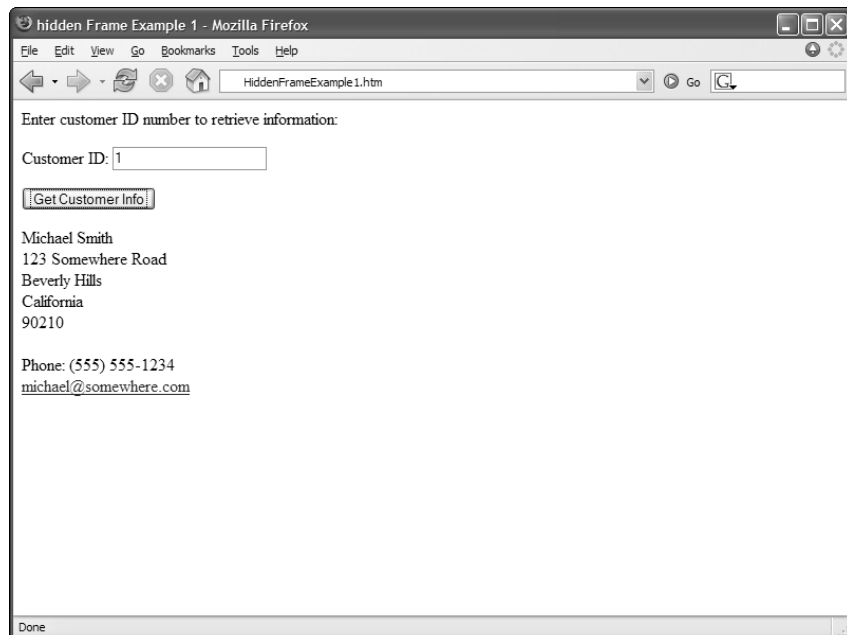 hidden Frame Example 1 - Mozilla Firefox
File Edit View Go Bookmarks Tools Help
HiddenFrameExample1.htm Go G
Enter customer ID number to retrieve information:
Customer ID: 1
Get Customer Info
Michael Smith
123 Somewhere Road
Beverly Hills
California
90210
Phone: (555) 555-1234
michael@somewhere.com
Done